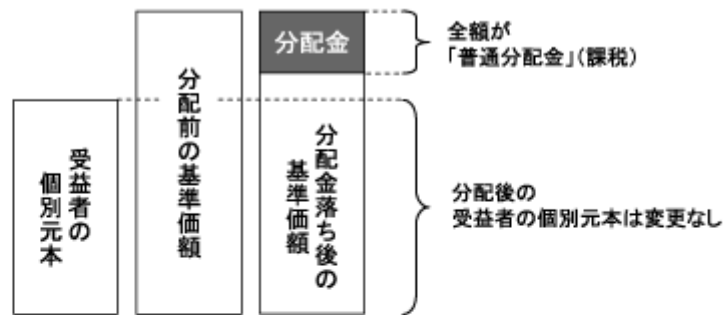 受益者の
個別元本
分配前の基準価額
分配金
分配金落ち後の
基準価額
全額が
「普通分配金」(課税)
分配後の
受益者の個別元本は変更なし